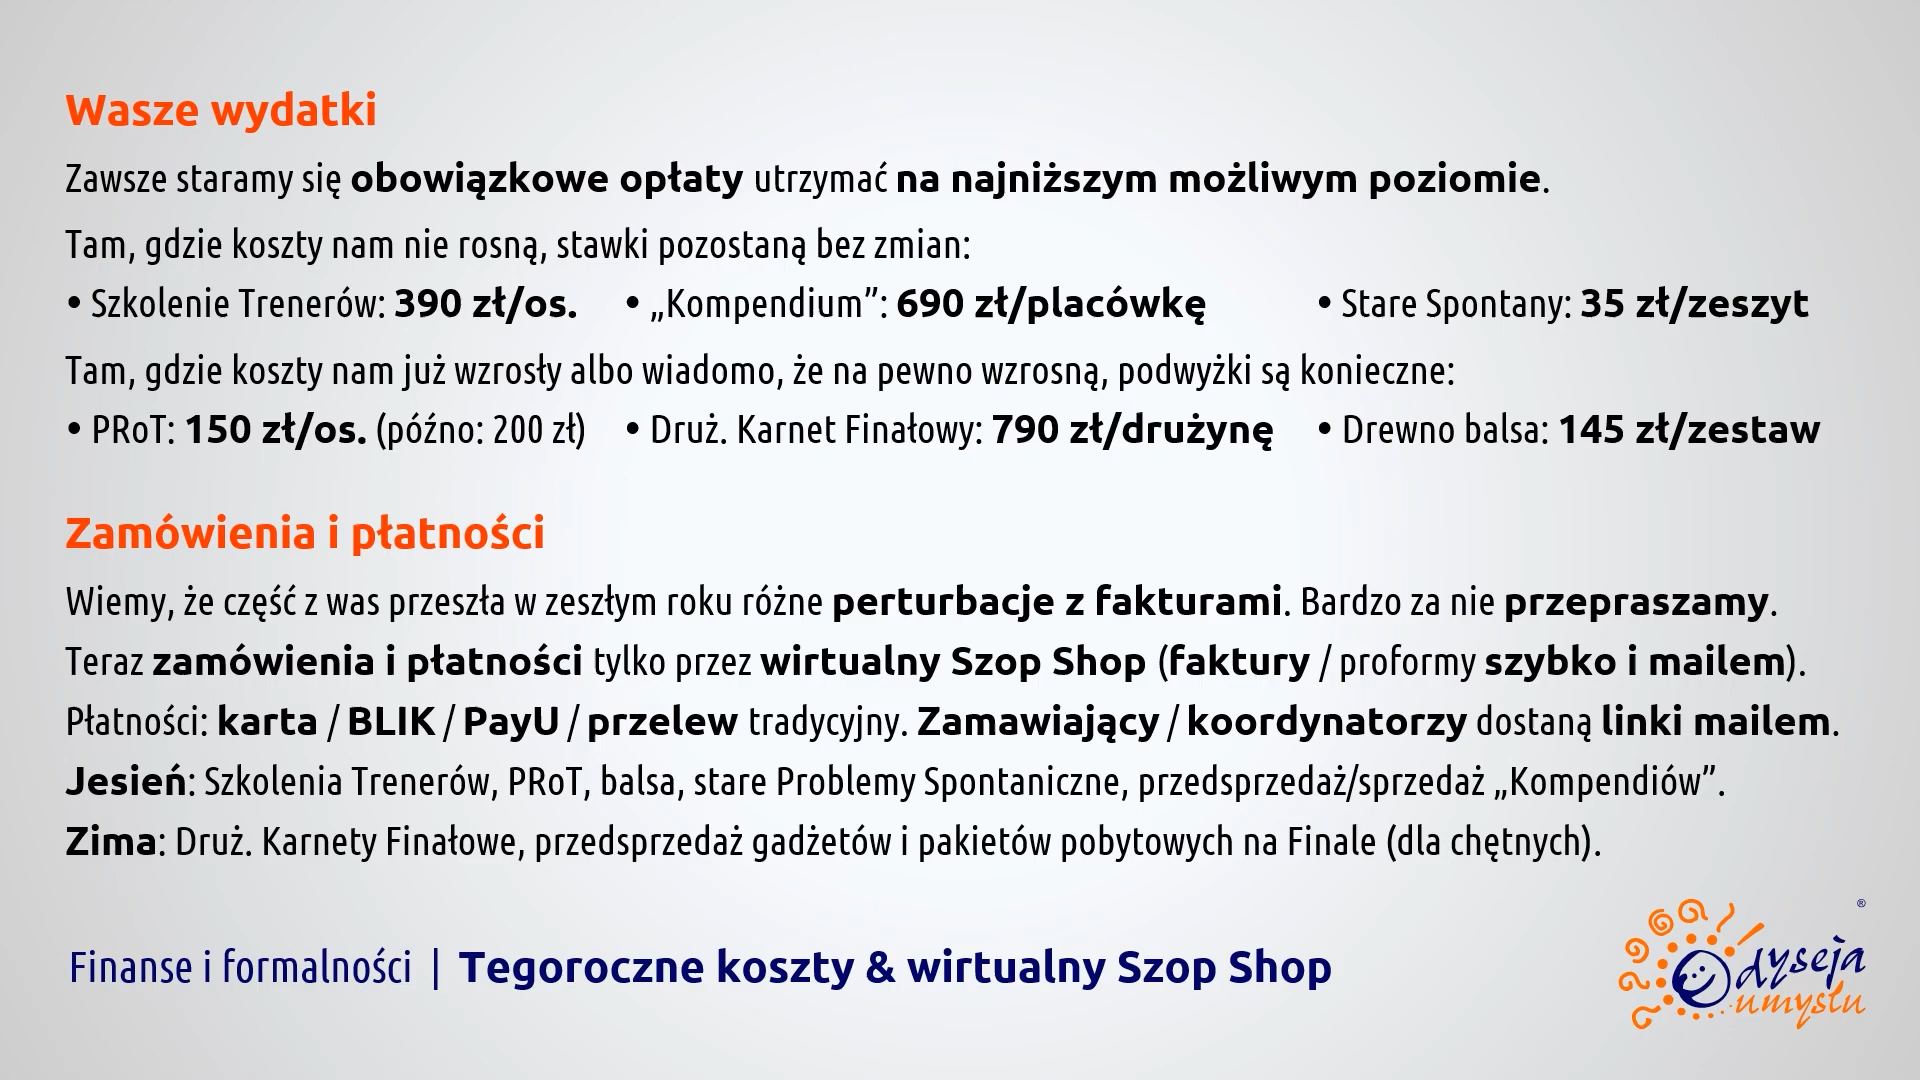 Wasze wydatki
Zawsze staramy się obowiązkowe opłaty utrzymać na najniższym możliwym poziomie.
Tam, gdzie koszty nam nie rosną, stawki pozostaną bez zmian:
• Szkolenie Trenerów: 390 zł/os. • „Kompendium”: 690 zł/placówkę • Stare Spontany: 35 zł/zeszyt
Tam, gdzie koszty nam już wzrosły albo wiadomo, że na pewno wzrosną, podwyżki są konieczne:
• PRoT: 150 zł/os. (późno: 200 zł) • Druż. Karnet Finałowy: 790 zł/drużynę • Drewno balsa: 145 zł/zestaw
Zamówienia i płatności
Wiemy, że część z was przeszła w zeszłym roku różne perturbacje z fakturami. Bardzo za nie przepraszamy.
Teraz zamówienia i płatności tylko przez wirtualny Szop Shop (faktury / proformy szybko i mailem).
Płatności: karta / BLIK / PayU / przelew tradycyjny. Zamawiający / koordynatorzy dostaną linki mailem.
Jesień: Szkolenia Trenerów, PRoT, balsa, stare Problemy Spontaniczne, przedsprzedaż/sprzedaż „Kompendiów”.
Zima: Druż. Karnety Finałowe, przedsprzedaż gadżetów i pakietów pobytowych na Finale (dla chętnych).
Finanse i formalności | Tegoroczne koszty & wirtualny Szop Shop
®
Odyseja
umysłu